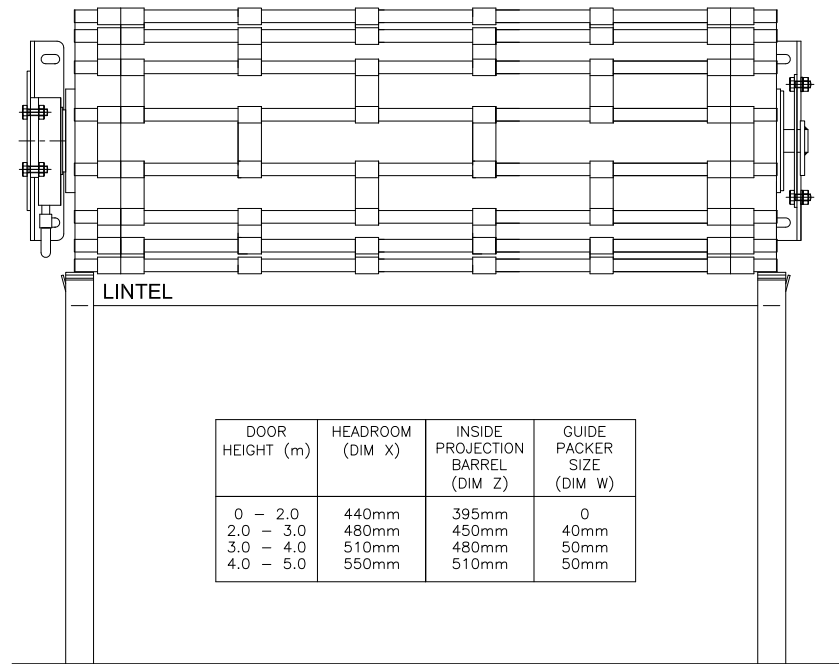 LINTEL
DOOR HEIGHT (m) HEADROOM (DIM X) INSIDE PROJECTION BARREL (DIM Z) GUIDE PACKER SIZE (DIM W)
0 - 2.0 440mm 395mm 0
2.0 - 3.0 480mm 450mm 40mm
3.0 - 4.0 510mm 480mm 50mm
4.0 - 5.0 550mm 510mm 50mm